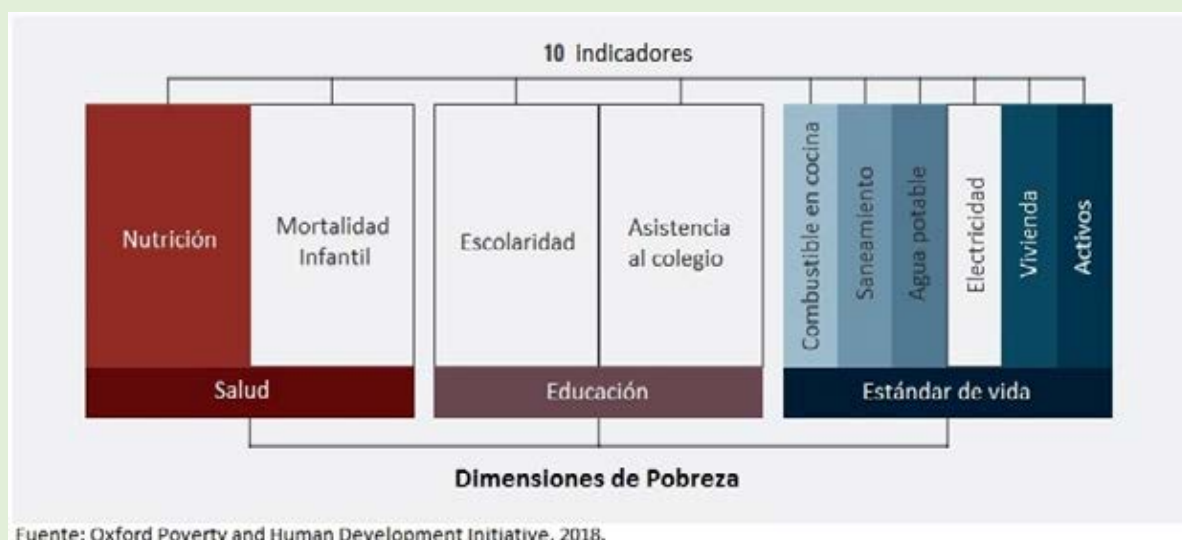 10 Indicadores
Nutrición
Mortalidad
Infantil
Escolaridad
Asistencia
al colegio
Combustible en cocina
Saneamiento
Agua potable
Electricidad
Vivienda
Activos
Salud
Educación
Estándar de vida
Dimensiones de Pobreza
Fuente: Oxford Poverty and Human Development Initiative, 2018.